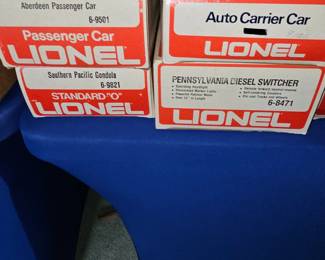 Aberdeen Passenger Car
6-9501
Passenger Car
LIONEL
Auto Carrier Car
LIONEL
Southern Pacific Gondola
6-9821
STANDARD "O"
LIONEL
PENNSYLVANIA DIESEL SWITCHER
6-8471
LIONEL